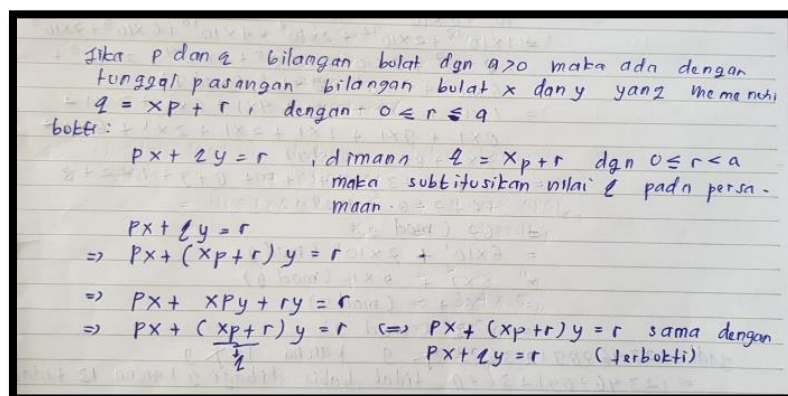 Jika p dan q bilangan bulat dgn a>0 maka ada dengan
tunggal pasangan bilangan bulat x dan y yang memenuhi
q = xp + r, dengan 0 ≤ r ≤ a
bukti:
px + qy = r , dimana q = xp + r dgn 0 ≤ r < a
maka subtitusikan nilai q pada persa-
maan.
px + qy = r
=> px + (xp + r) y = r
=> px + xpy + ry = r
=> px + (xp + r) y = r <=> px + (xp + r) y = r sama dengan
q px + qy = r (terbukti)